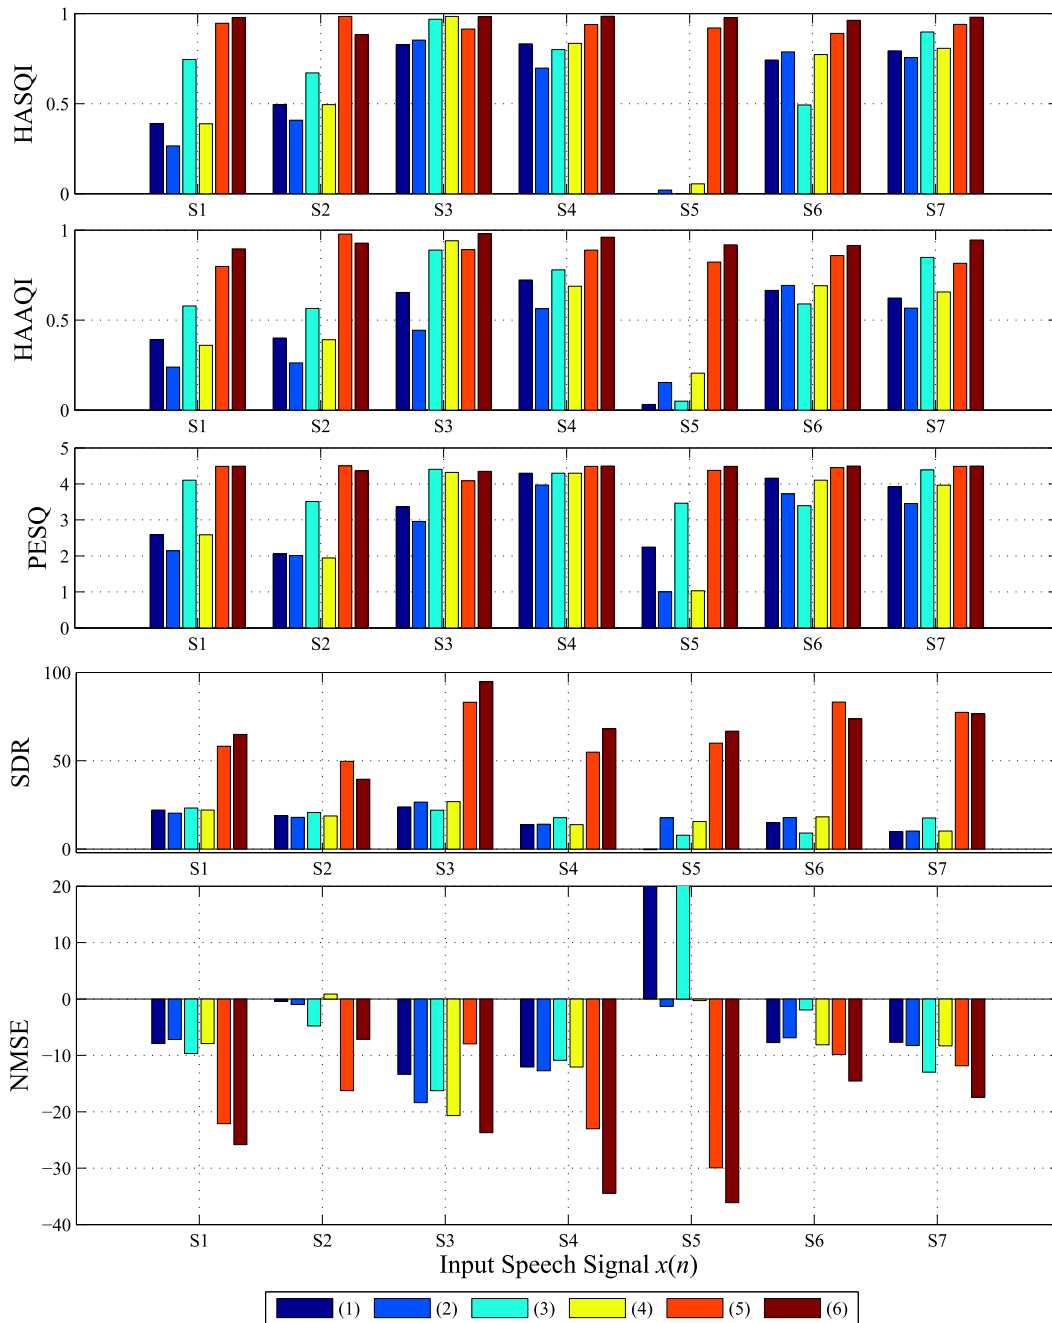 1
0.5
0
HASQI
S1 S2 S3 S4 S5 S6 S7
1
0.5
0
HAAQI
S1 S2 S3 S4 S5 S6 S7
5
4
3
2
1
0
PESQ
S1 S2 S3 S4 S5 S6 S7
100
50
0
SDR
S1 S2 S3 S4 S5 S6 S7
20
10
0
−10
−20
−30
−40
NMSE
S1 S2 S3 S4 S5 S6 S7
Input Speech Signal x(n)
(1) (2) (3) (4) (5) (6)